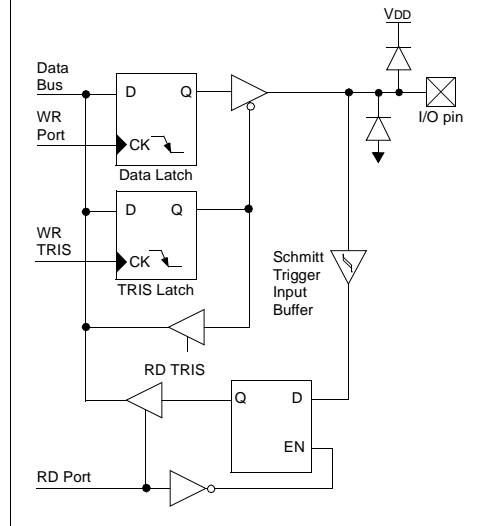 VDD
Data
Bus
D
Q
I/O pin
WR
Port
CK
Data Latch
D
Q
WR
TRIS
CK
TRIS Latch
Schmitt
Trigger
Input
Buffer
RD TRIS
Q
D
EN
RD Port